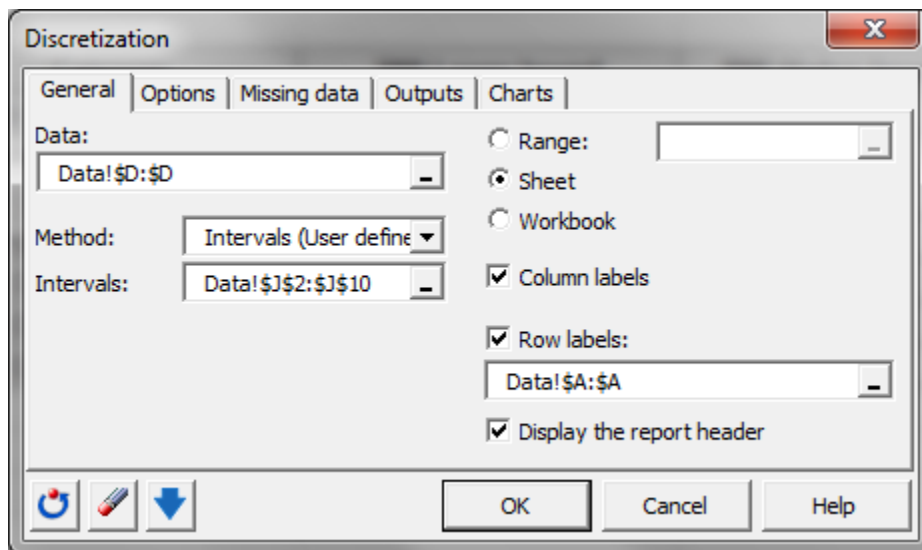 Discretization
General Options Missing data Outputs Charts
Data:
Data!$D:$D
Method: Intervals (User define
Intervals: Data!$J$2:$J$10
Range:
Sheet
Workbook
Column labels
Row labels:
Data!$A:$A
Display the report header
OK Cancel Help